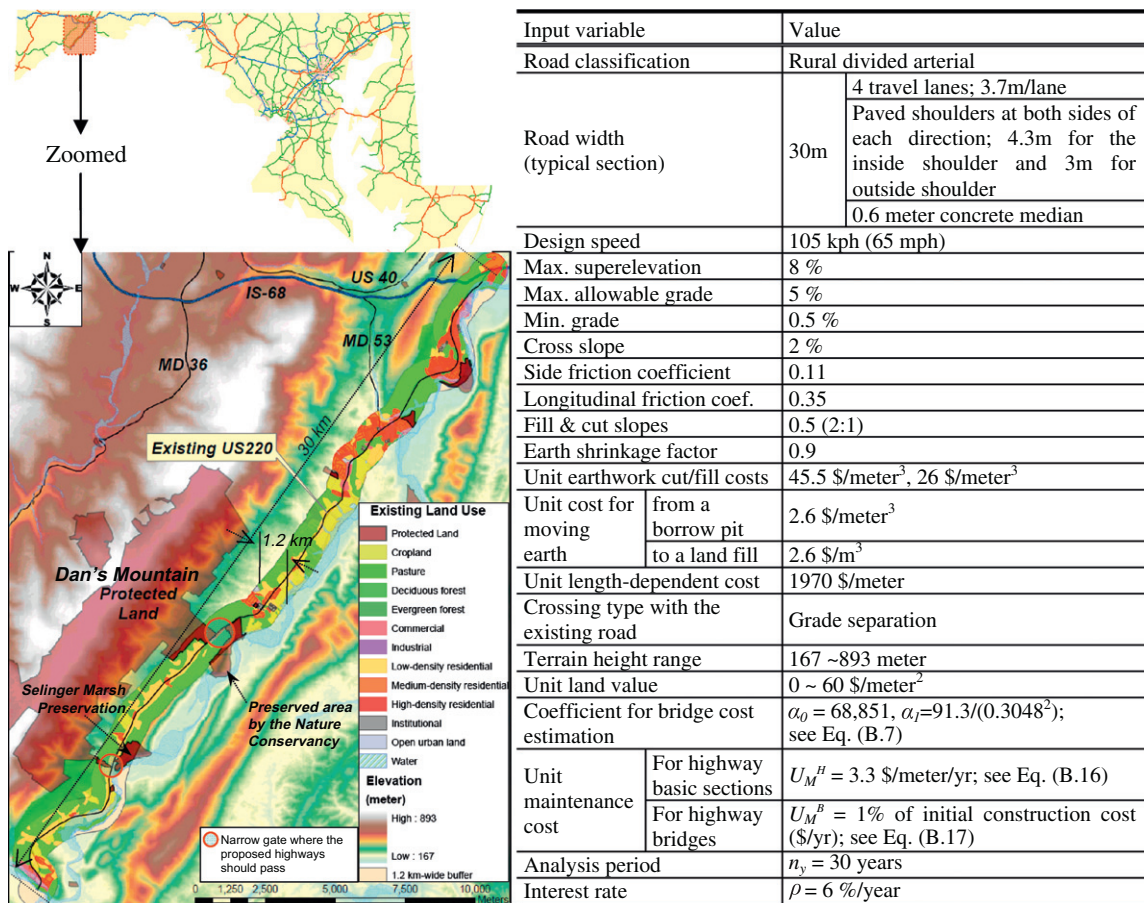 Zoomed
N
W E
S
US 40
IS-68
MD 53
MD 36
30 km
Existing US220
1.2 km
Dan's Mountain
Protected
Land
Selinger Marsh
Preservation
Preserved area
by the Nature
Conservancy
Existing Land Use
Protected Land
Cropland
Pasture
Deciduous forest
Evergreen forest
Commercial
Industrial
Low-density residential
Medium-density residential
High-density residential
Institutional
Open urban land
Water
Elevation
(meter)
High : 893
Low : 167
1.2 km-wide buffer
Narrow gate where the
proposed highways
should pass
0 1,250 2,500 5,000 7,500 10,000
Meters
Input variable Value
Road classification Rural divided arterial
Road width
(typical section)
30m
4 travel lanes; 3.7m/lane
Paved shoulders at both sides of
each direction; 4.3m for the
inside shoulder and 3m for
outside shoulder
0.6 meter concrete median
Design speed 105 kph (65 mph)
Max. superelevation 8 %
Max. allowable grade 5 %
Min. grade 0.5 %
Cross slope 2 %
Side friction coefficient 0.11
Longitudinal friction coef. 0.35
Fill & cut slopes 0.5 (2:1)
Earth shrinkage factor 0.9
Unit earthwork cut/fill costs 45.5 $/meter³, 26 $/meter³
Unit cost for
moving
earth
from a
borrow pit
2.6 $/meter³
to a land fill 2.6 $/m³
Unit length-dependent cost 1970 $/meter
Crossing type with the
existing road
Grade separation
Terrain height range 167 ~893 meter
Unit land value 0 ~ 60 $/meter²
Coefficient for bridge cost
estimation
α₀ = 68,851, α₁=91.3/(0.3048²);
see Eq. (B.7)
Unit
maintenance
cost
For highway
basic sections
U_M^H = 3.3 $/meter/yr; see Eq. (B.16)
For highway
bridges
U_M^B = 1% of initial construction cost
($/yr); see Eq. (B.17)
Analysis period n_y = 30 years
Interest rate ρ = 6 %/year